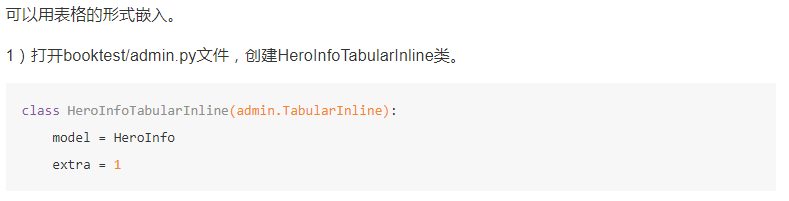 可以用表格的形式嵌入。
1）打开booktest/admin.py文件，创建HeroInfoTabularInline类。
class HeroInfoTabularInline(admin.TabularInline):
    model = HeroInfo
    extra = 1